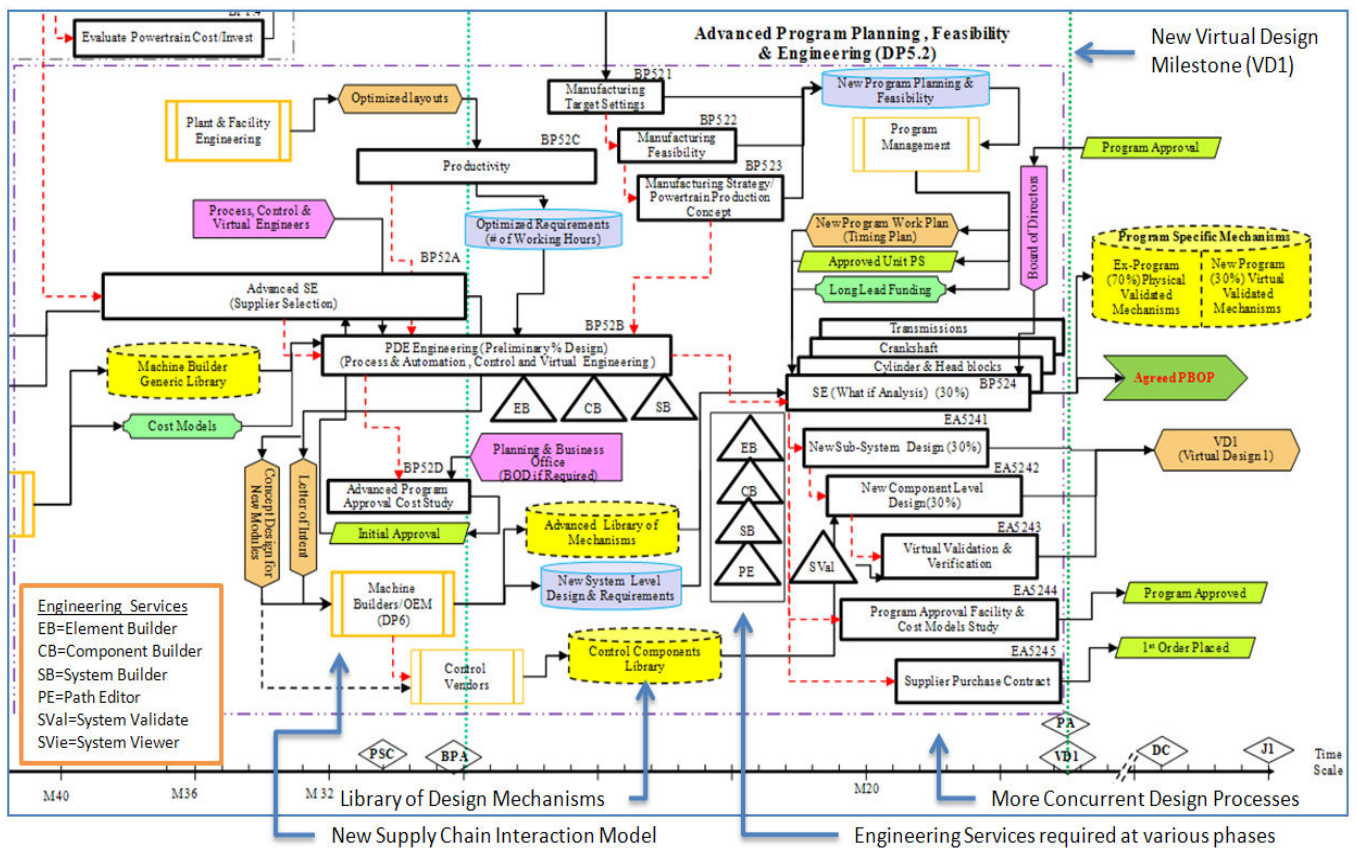 BP1.4
Evaluate Powertrain Cost/Invest
Advanced Program Planning , Feasibility
& Engineering (DP5.2)
New Virtual Design
Milestone (VD1)
Plant & Facility
Engineering
Optimized layouts
BP52C
Productivity
BP521
Manufacturing
Target Settings
BP522
Manufacturing
Feasibility
BP523
Manufacturing Strategy/
Powertrain Production
Concept
New Program Planning &
Feasibility
Program
Management
Program Approval
Board of Directors
Process, Control &
Virtual Engineers
Optimized Requirements
(# of Working Hours)
New Program Work Plan
(Timing Plan)
Approved Unit PS
Long Lead Funding
Program Specific Mechanisms
Ex-Program
(70%)Physical
Validated
Mechanisms
New Program
(30%) Virtual
Validated
Mechanisms
BP52A
Advanced SE
(Supplier Selection)
BP52B
PDE Engineering (Preliminary% Design)
(Process & Automation , Control and Virtual Engineering )
EB
CB
SB
Transmissions
Crankshaft
Cylinder & Head blocks
BP524
SE (What if Analysis) (30%)
Agreed PBOP
Machine Builder
Generic Library
Cost Models
Concept Design for
New Modules
Letter of Intent
BP52D
Advanced Program
Approval Cost Study
Planning & Business
Office
(BOD if Required)
Initial Approval
EB
CB
SB
PE
SVal
EA5241
New Sub-System Design (30%)
EA5242
New Component Level
Design(30%)
EA5243
Virtual Validation &
Verification
EA5244
Program Approval Facility &
Cost Models Study
EA5245
Supplier Purchase Contract
VD1
(Virtual Design 1)
Program Approved
1st Order Placed
Advanced Library of
Mechanisms
New System Level
Design & Requirements
Machine
Builders/OEM
(DP6)
Control
Vendors
Control Components
Library
Engineering Services
EB=Element Builder
CB=Component Builder
SB=System Builder
PE=Path Editor
SVal=System Validate
SVie=System Viewer
PSC
BPA
PA
VD1
DC
J1
Time
Scale
M40
M36
M32
M20
Library of Design Mechanisms
More Concurrent Design Processes
New Supply Chain Interaction Model
Engineering Services required at various phases